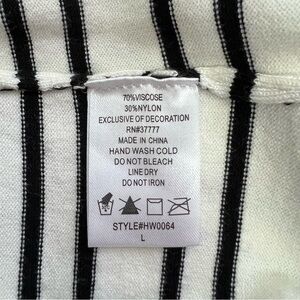 70%VISCOSE
30%NYLON
EXCLUSIVE OF DECORATION
RN#37777
MADE IN CHINA
HAND WASH COLD
DO NOT BLEACH
LINE DRY
DO NOT IRON
STYLE#HW0064
L